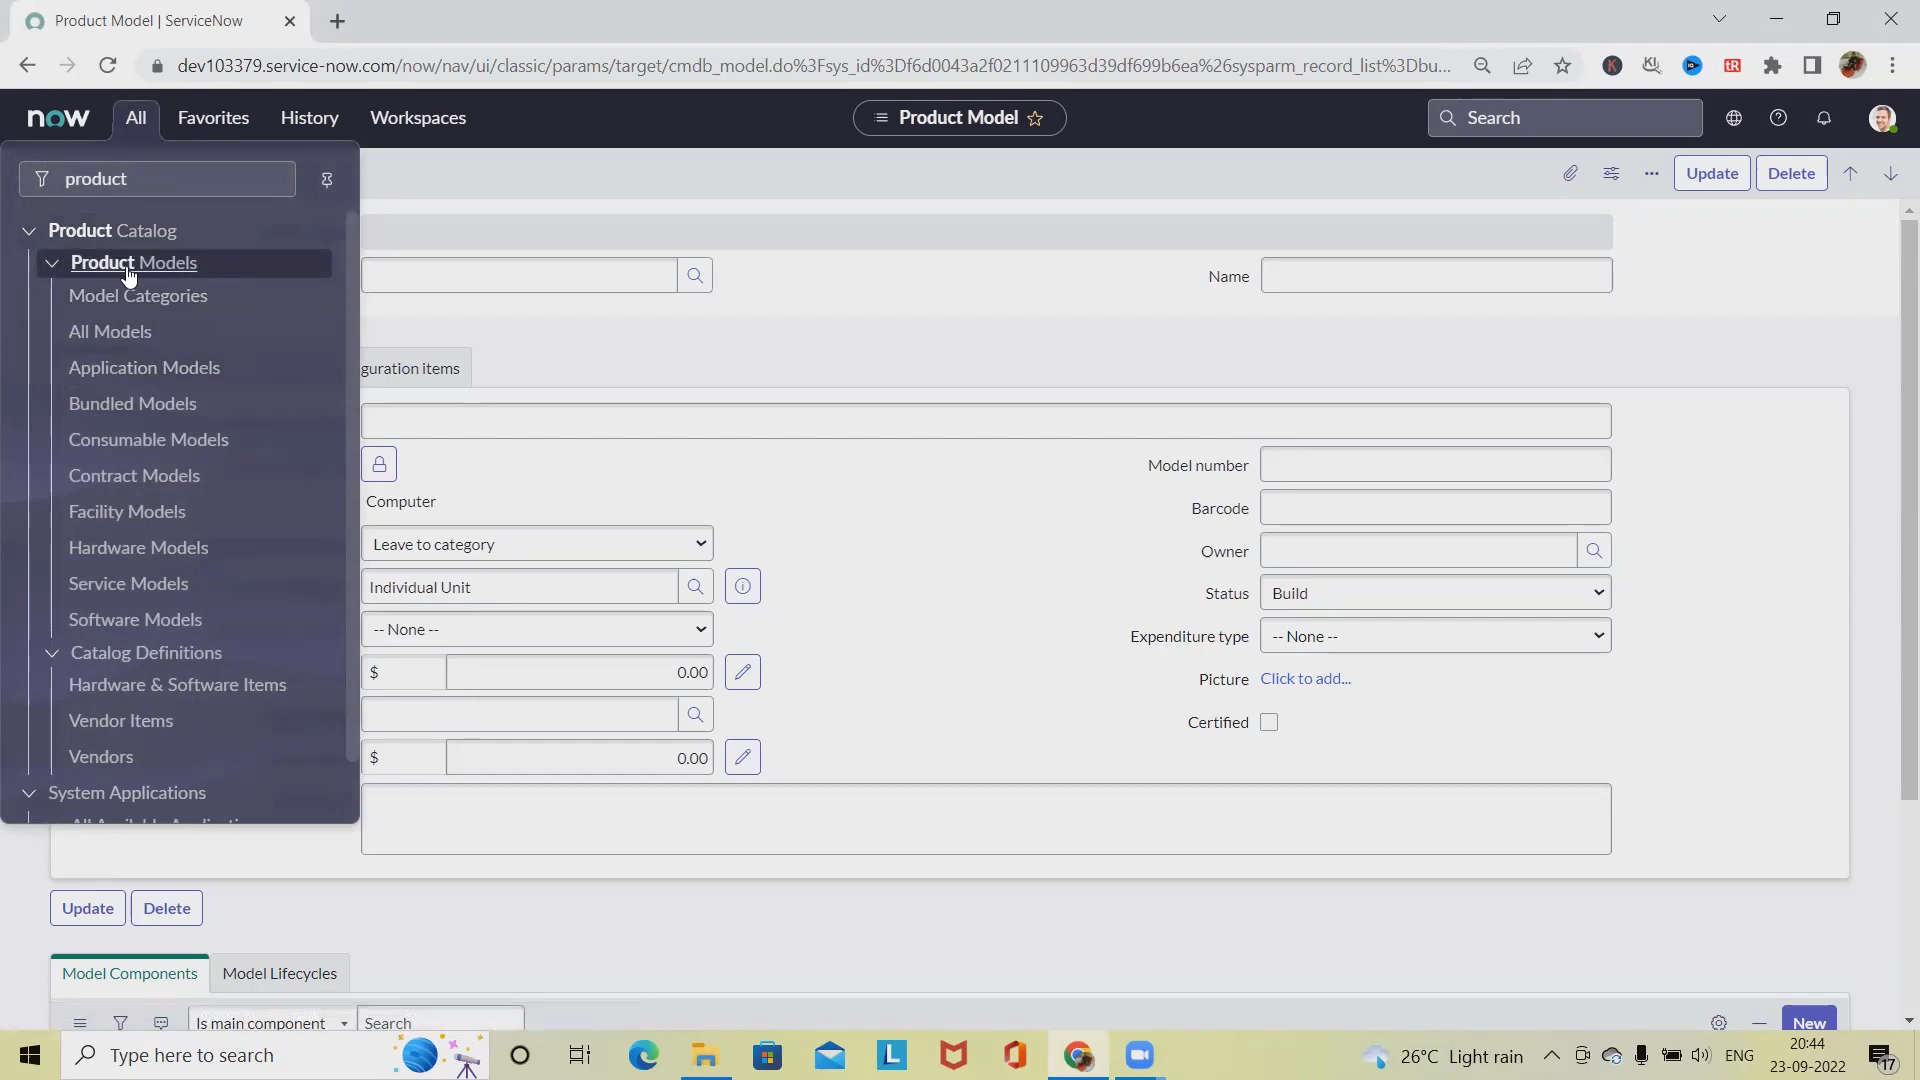 Product Model | ServiceNow
dev103379.service-now.com/now/nav/ui/classic/params/target/cmdb_model.do%3Fsys_id%3Df6d0043a2f0211109963d39df699b6ea%26sysparm_record_list%3Dbu...
now All Favorites History Workspaces
Product Model
Search
product
Update Delete
Product Catalog
Product Models
Model Categories
All Models
Application Models
Bundled Models
Consumable Models
Contract Models
Facility Models
Hardware Models
Service Models
Software Models
Catalog Definitions
Hardware & Software Items
Vendor Items
Vendors
System Applications
Name
guration items
Computer
Leave to category
Individual Unit
-- None --
$ 0.00
$ 0.00
Model number
Barcode
Owner
Status Build
Expenditure type -- None --
Picture Click to add...
Certified
Update Delete
Model Components Model Lifecycles
Is main component Search
New
Type here to search
26°C Light rain
ENG
20:44
23-09-2022
17